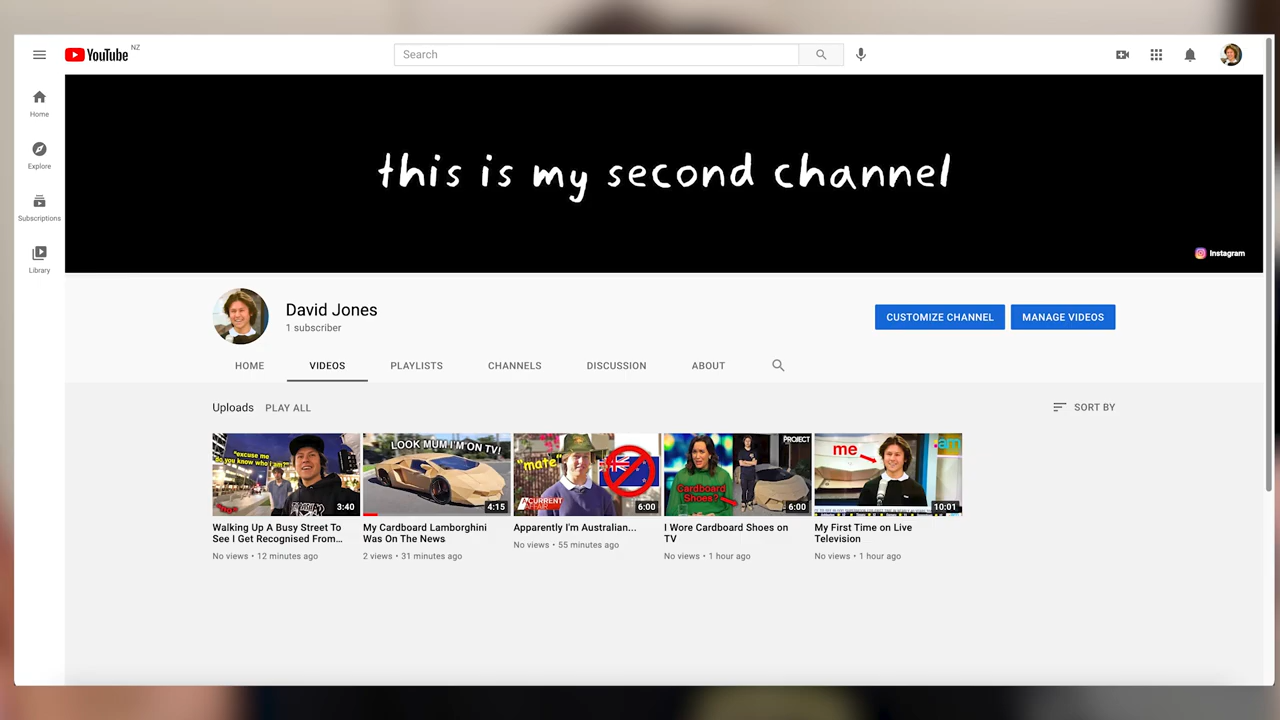 YouTube NZ
Search
Home
Explore
Subscriptions
Library
this is my second channel
Instagram
David Jones
1 subscriber
CUSTOMIZE CHANNEL
MANAGE VIDEOS
HOME
VIDEOS
PLAYLISTS
CHANNELS
DISCUSSION
ABOUT
Uploads
PLAY ALL
SORT BY
"excuse me
do you know who i am?"
3:40
Walking Up A Busy Street To
See I Get Recognised From...
No views • 12 minutes ago
LOOK MUM I'M ON TV!
4:15
My Cardboard Lamborghini
Was On The News
2 views • 31 minutes ago
"mate"
A CURRENT
6:00
Apparently I'm Australian...
No views • 55 minutes ago
PROJECT
Cardboard
Shoes?
6:00
I Wore Cardboard Shoes on
TV
No views • 1 hour ago
me
am
10:01
My First Time on Live
Television
No views • 1 hour ago